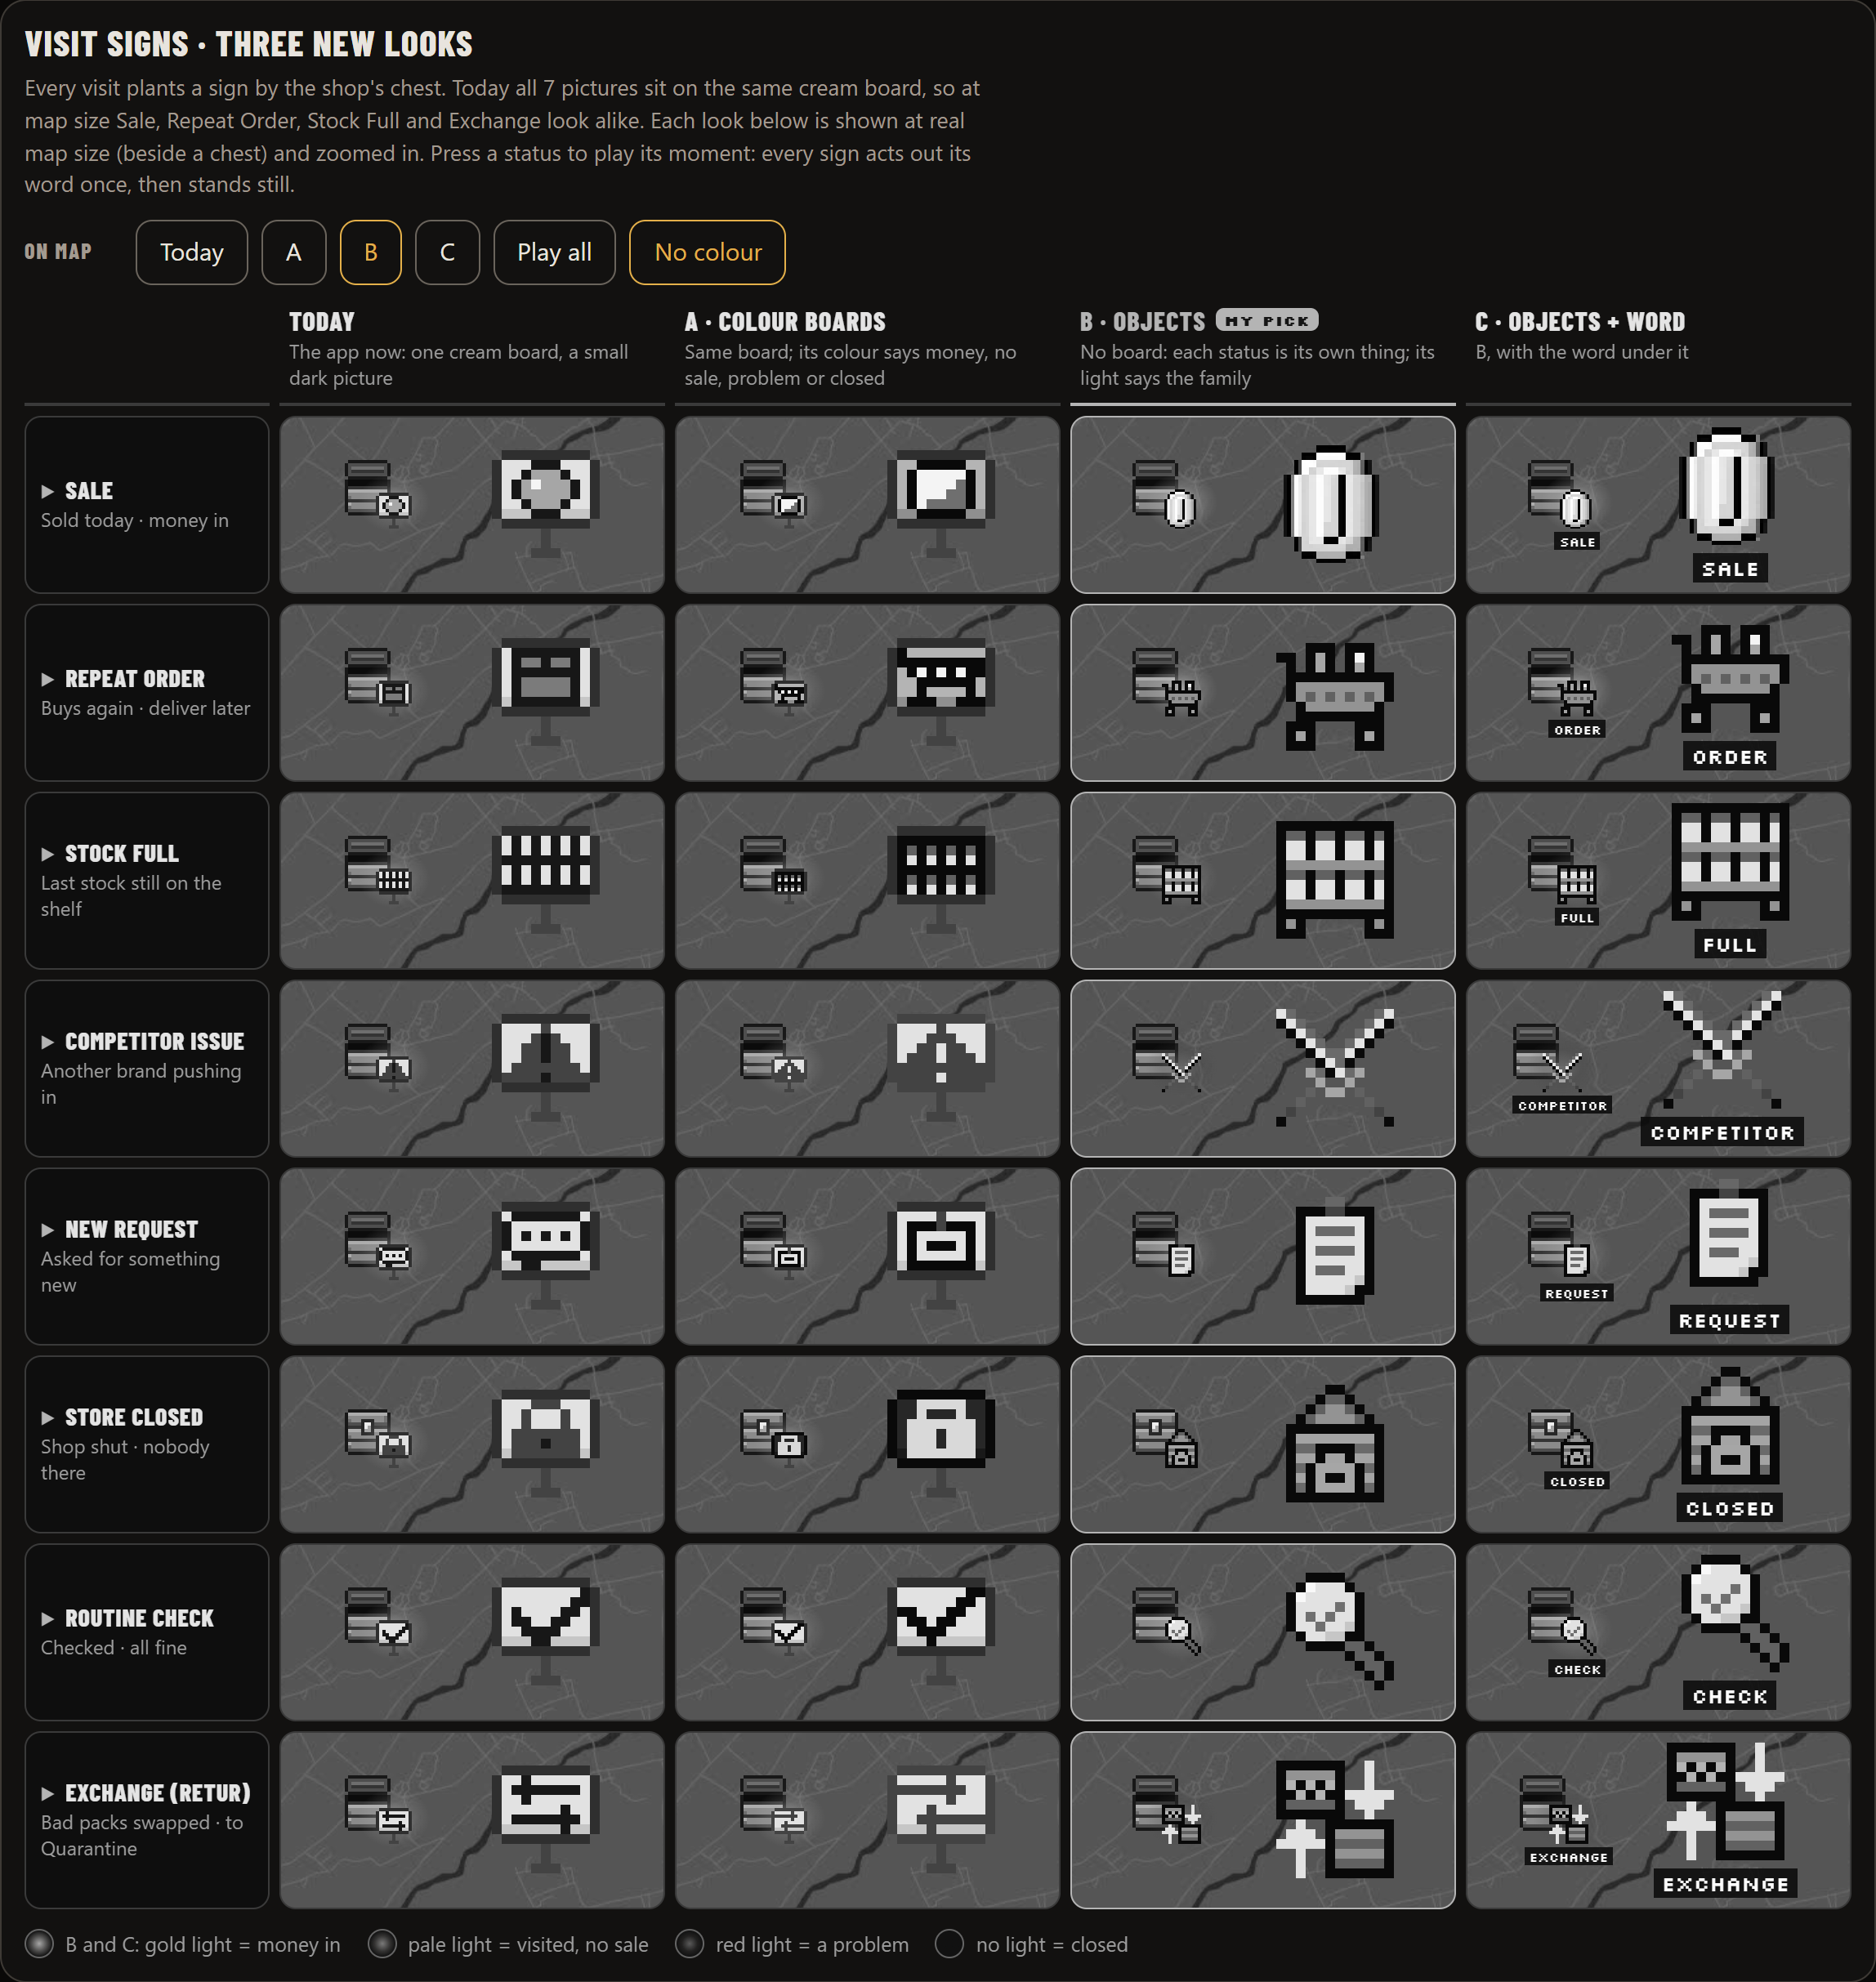 VISIT SIGNS · THREE NEW LOOKS
Every visit plants a sign by the shop's chest. Today all 7 pictures sit on the same cream board, so at
map size Sale, Repeat Order, Stock Full and Exchange look alike. Each look below is shown at real
map size (beside a chest) and zoomed in. Press a status to play its moment: every sign acts out its
word once, then stands still.
ON MAP
Today
A
B
C
Play all
No colour
TODAY
The app now: one cream board, a small
dark picture
A · COLOUR BOARDS
Same board; its colour says money, no
sale, problem or closed
B · OBJECTS MY PICK
No board: each status is its own thing; its
light says the family
C · OBJECTS + WORD
B, with the word under it
▶ SALE
Sold today · money in
SALE
SALE
▶ REPEAT ORDER
Buys again · deliver later
ORDER
ORDER
▶ STOCK FULL
Last stock still on the
shelf
FULL
FULL
▶ COMPETITOR ISSUE
Another brand pushing
in
COMPETITOR
COMPETITOR
▶ NEW REQUEST
Asked for something
new
REQUEST
REQUEST
▶ STORE CLOSED
Shop shut · nobody
there
CLOSED
CLOSED
▶ ROUTINE CHECK
Checked · all fine
CHECK
CHECK
▶ EXCHANGE (RETUR)
Bad packs swapped · to
Quarantine
EXCHANGE
EXCHANGE
B and C: gold light = money in
pale light = visited, no sale
red light = a problem
no light = closed